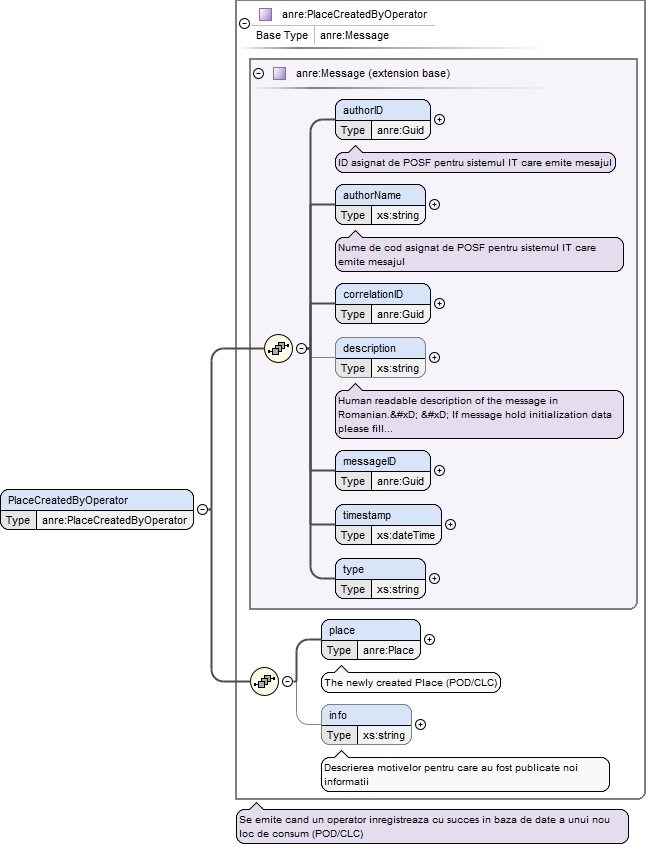 anre:PlaceCreatedByOperator
Base Type anre:Message
anre:Message (extension base)
authorID
Type anre:Guid
ID asignat de POSF pentru sistemul IT care emite mesajul
authorName
Type xs:string
Nume de cod asignat de POSF pentru sistemul IT care
emite mesajul
correlationID
Type anre:Guid
description
Type xs:string
Human readable description of the message in
Romanian.&#xD; &#xD; If message hold initialization data
please fill...
messageID
Type anre:Guid
timestamp
Type xs:dateTime
type
Type xs:string
PlaceCreatedByOperator
Type anre:PlaceCreatedByOperator
place
Type anre:Place
The newly created Place (POD/CLC)
info
Type xs:string
Descrierea motivelor pentru care au fost publicate noi
informatii
Se emite cand un operator inregistreaza cu succes in baza de date a unui nou
loc de consum (POD/CLC)